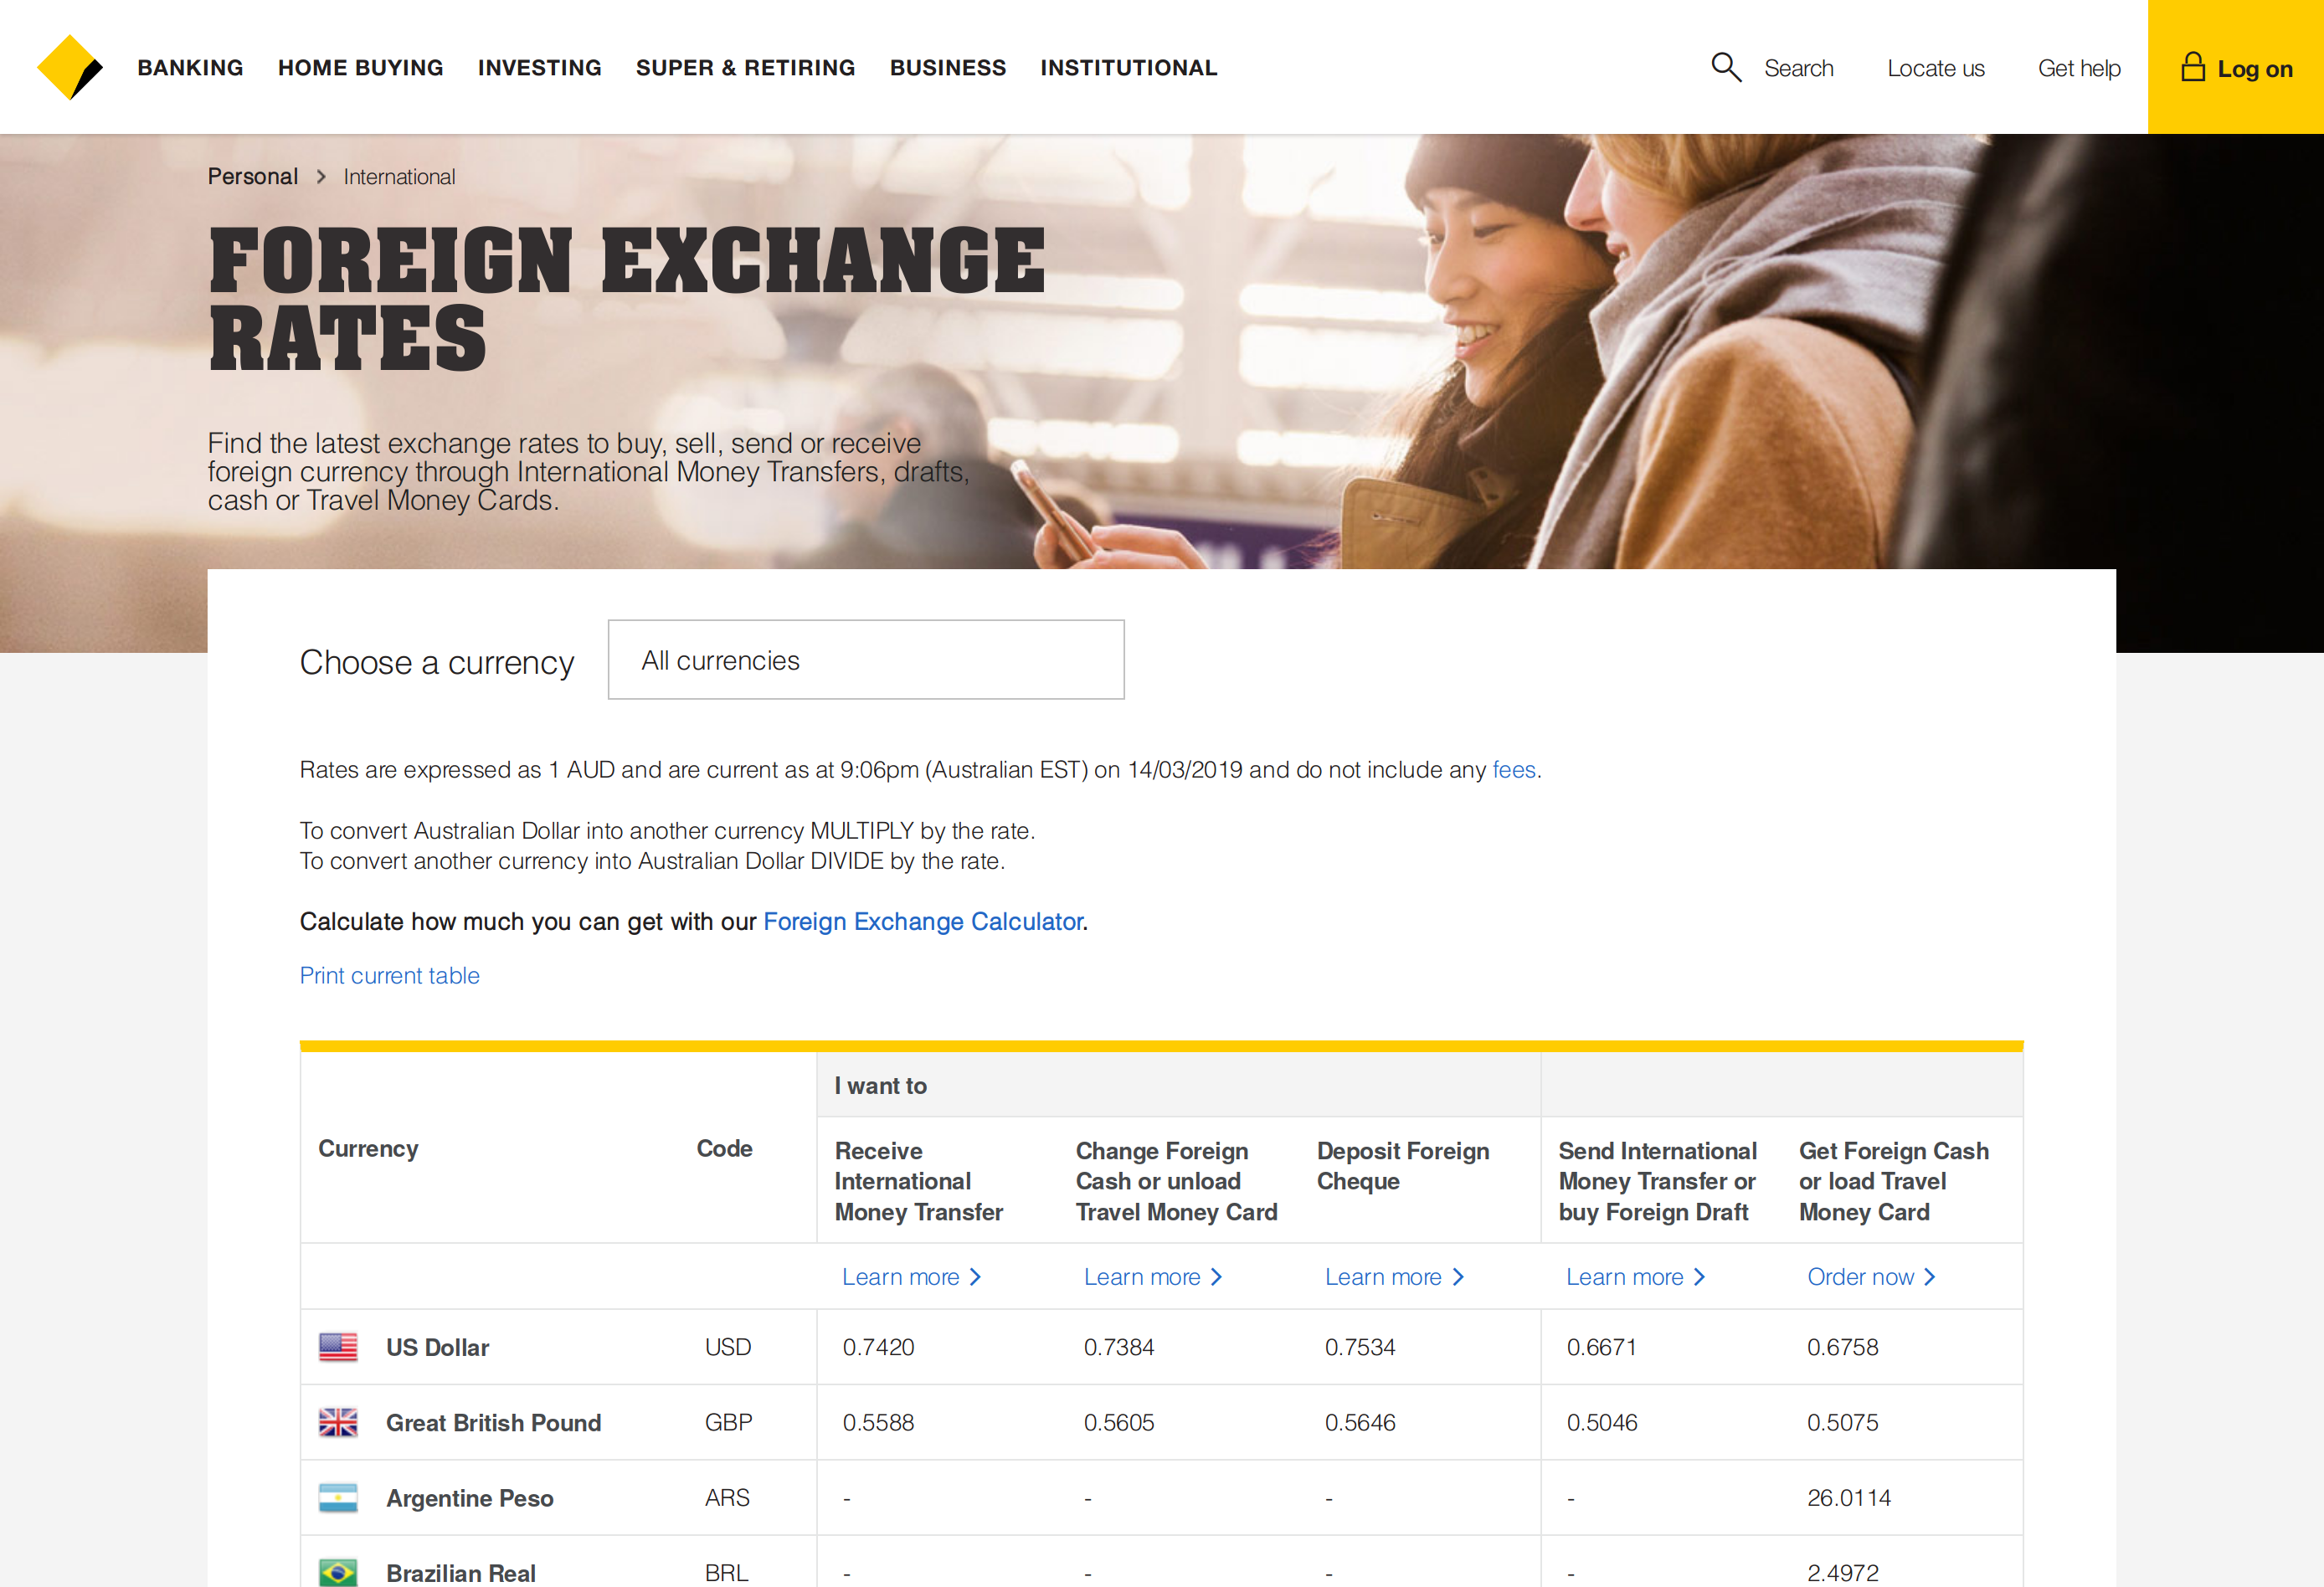 BANKING HOME BUYING INVESTING SUPER & RETIRING BUSINESS INSTITUTIONAL Search Locate us Get help Log on
Personal > International
FOREIGN EXCHANGE
RATES
Find the latest exchange rates to buy, sell, send or receive
foreign currency through International Money Transfers, drafts,
cash or Travel Money Cards.
Choose a currency All currencies
Rates are expressed as 1 AUD and are current as at 9:06pm (Australian EST) on 14/03/2019 and do not include any fees.
To convert Australian Dollar into another currency MULTIPLY by the rate.
To convert another currency into Australian Dollar DIVIDE by the rate.
Calculate how much you can get with our Foreign Exchange Calculator.
Print current table
I want to
Currency Code
Receive International Money Transfer
Change Foreign Cash or unload Travel Money Card
Deposit Foreign Cheque
Send International Money Transfer or buy Foreign Draft
Get Foreign Cash or load Travel Money Card
Learn more > Learn more > Learn more > Learn more > Order now >
US Dollar USD 0.7420 0.7384 0.7534 0.6671 0.6758
Great British Pound GBP 0.5588 0.5605 0.5646 0.5046 0.5075
Argentine Peso ARS - - - - 26.0114
Brazilian Real BRL - - - - 2.4972